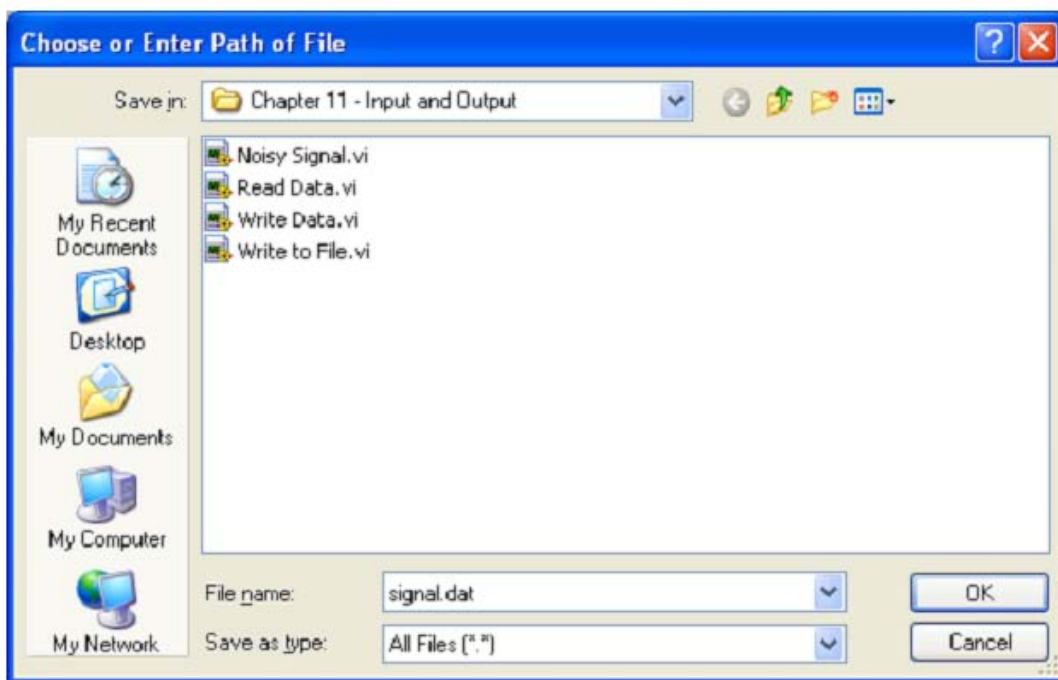 Choose or Enter Path of File
Save in:
Chapter 11 - Input and Output
My Recent
Documents
Desktop
My Documents
My Computer
My Network
Noisy Signal.vi
Read Data.vi
Write Data.vi
Write to File.vi
File name:
signal.dat
OK
Save as type:
All Files (*.*)
Cancel